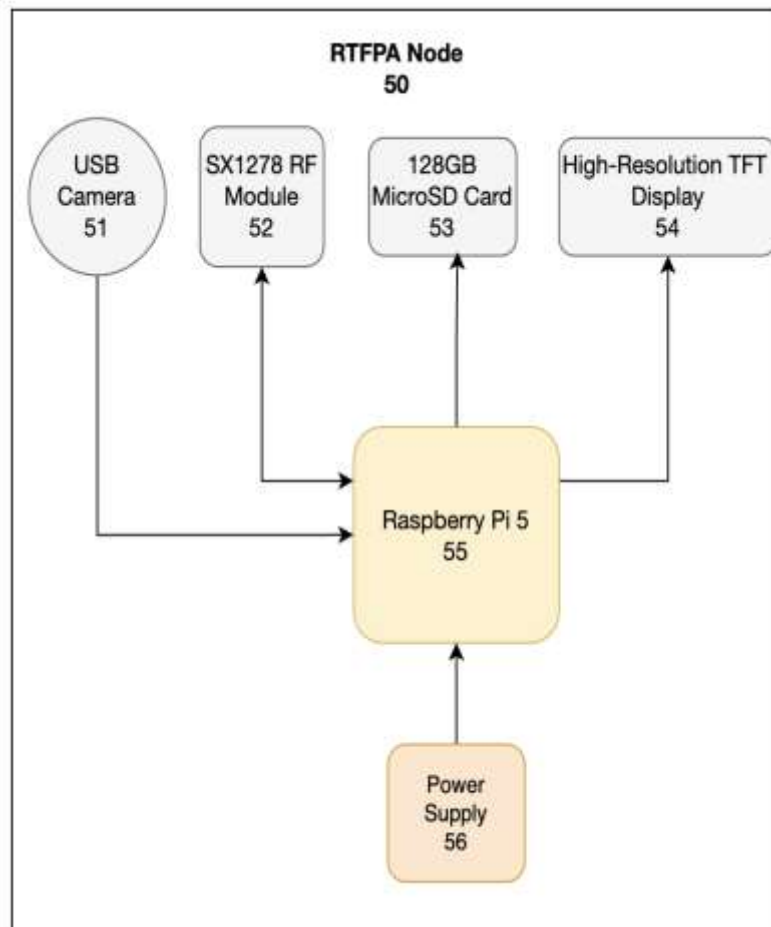 RTFPA Node
50
USB
Camera
51
SX1278 RF
Module
52
128GB
MicroSD Card
53
High-Resolution TFT
Display
54
Raspberry Pi 5
55
Power
Supply
56